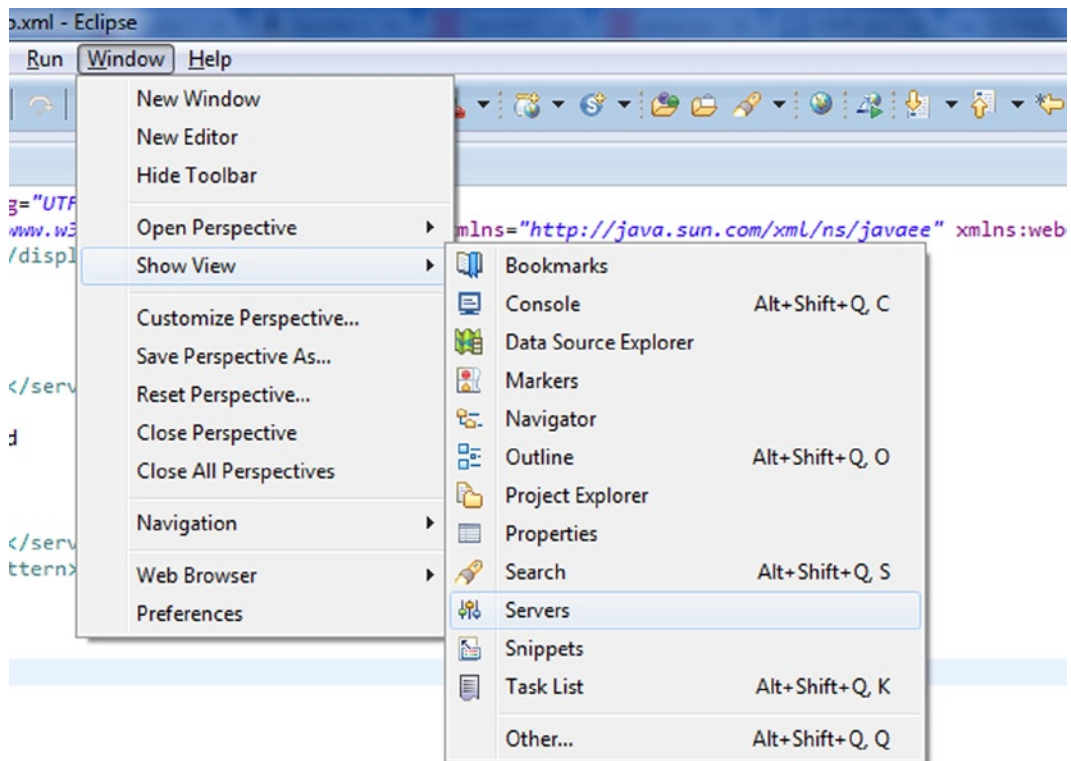 o.xml - Eclipse
Run Window Help
New Window
New Editor
Hide Toolbar
Open Perspective
Show View
Customize Perspective...
Save Perspective As...
Reset Perspective...
Close Perspective
Close All Perspectives
Navigation
Web Browser
Preferences
Bookmarks
Console Alt+Shift+Q, C
Data Source Explorer
Markers
Navigator
Outline Alt+Shift+Q, O
Project Explorer
Properties
Search Alt+Shift+Q, S
Servers
Snippets
Task List Alt+Shift+Q, K
Other... Alt+Shift+Q, Q
g="UTF
www.w3 mlns="http://java.sun.com/xml/ns/javaee" xmlns:web
/displ
</serv
d
</serv
ttern>